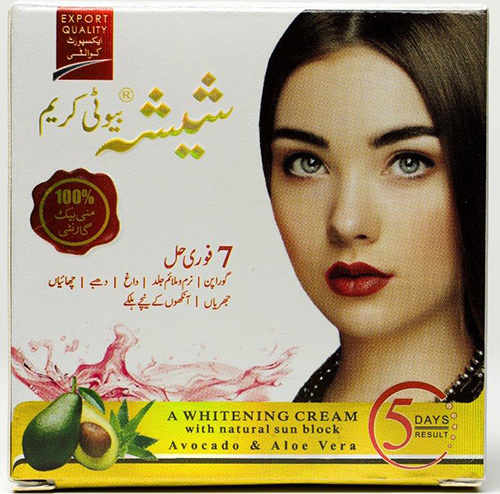 EXPORT
QUALITY
ایکسپورٹ
کوالٹی
شیشہ ®
بیوٹی کریم
100%
منی بیک
گارنٹی
7 فوری حل
گوراپن | نرم و ملائم جلد | داغ | دھبے | چھائیاں
جھریاں | آنکھوں کے نیچے ہلکے
A WHITENING CREAM
with natural sun block
Avocado & Aloe Vera
5 DAYS
RESULT